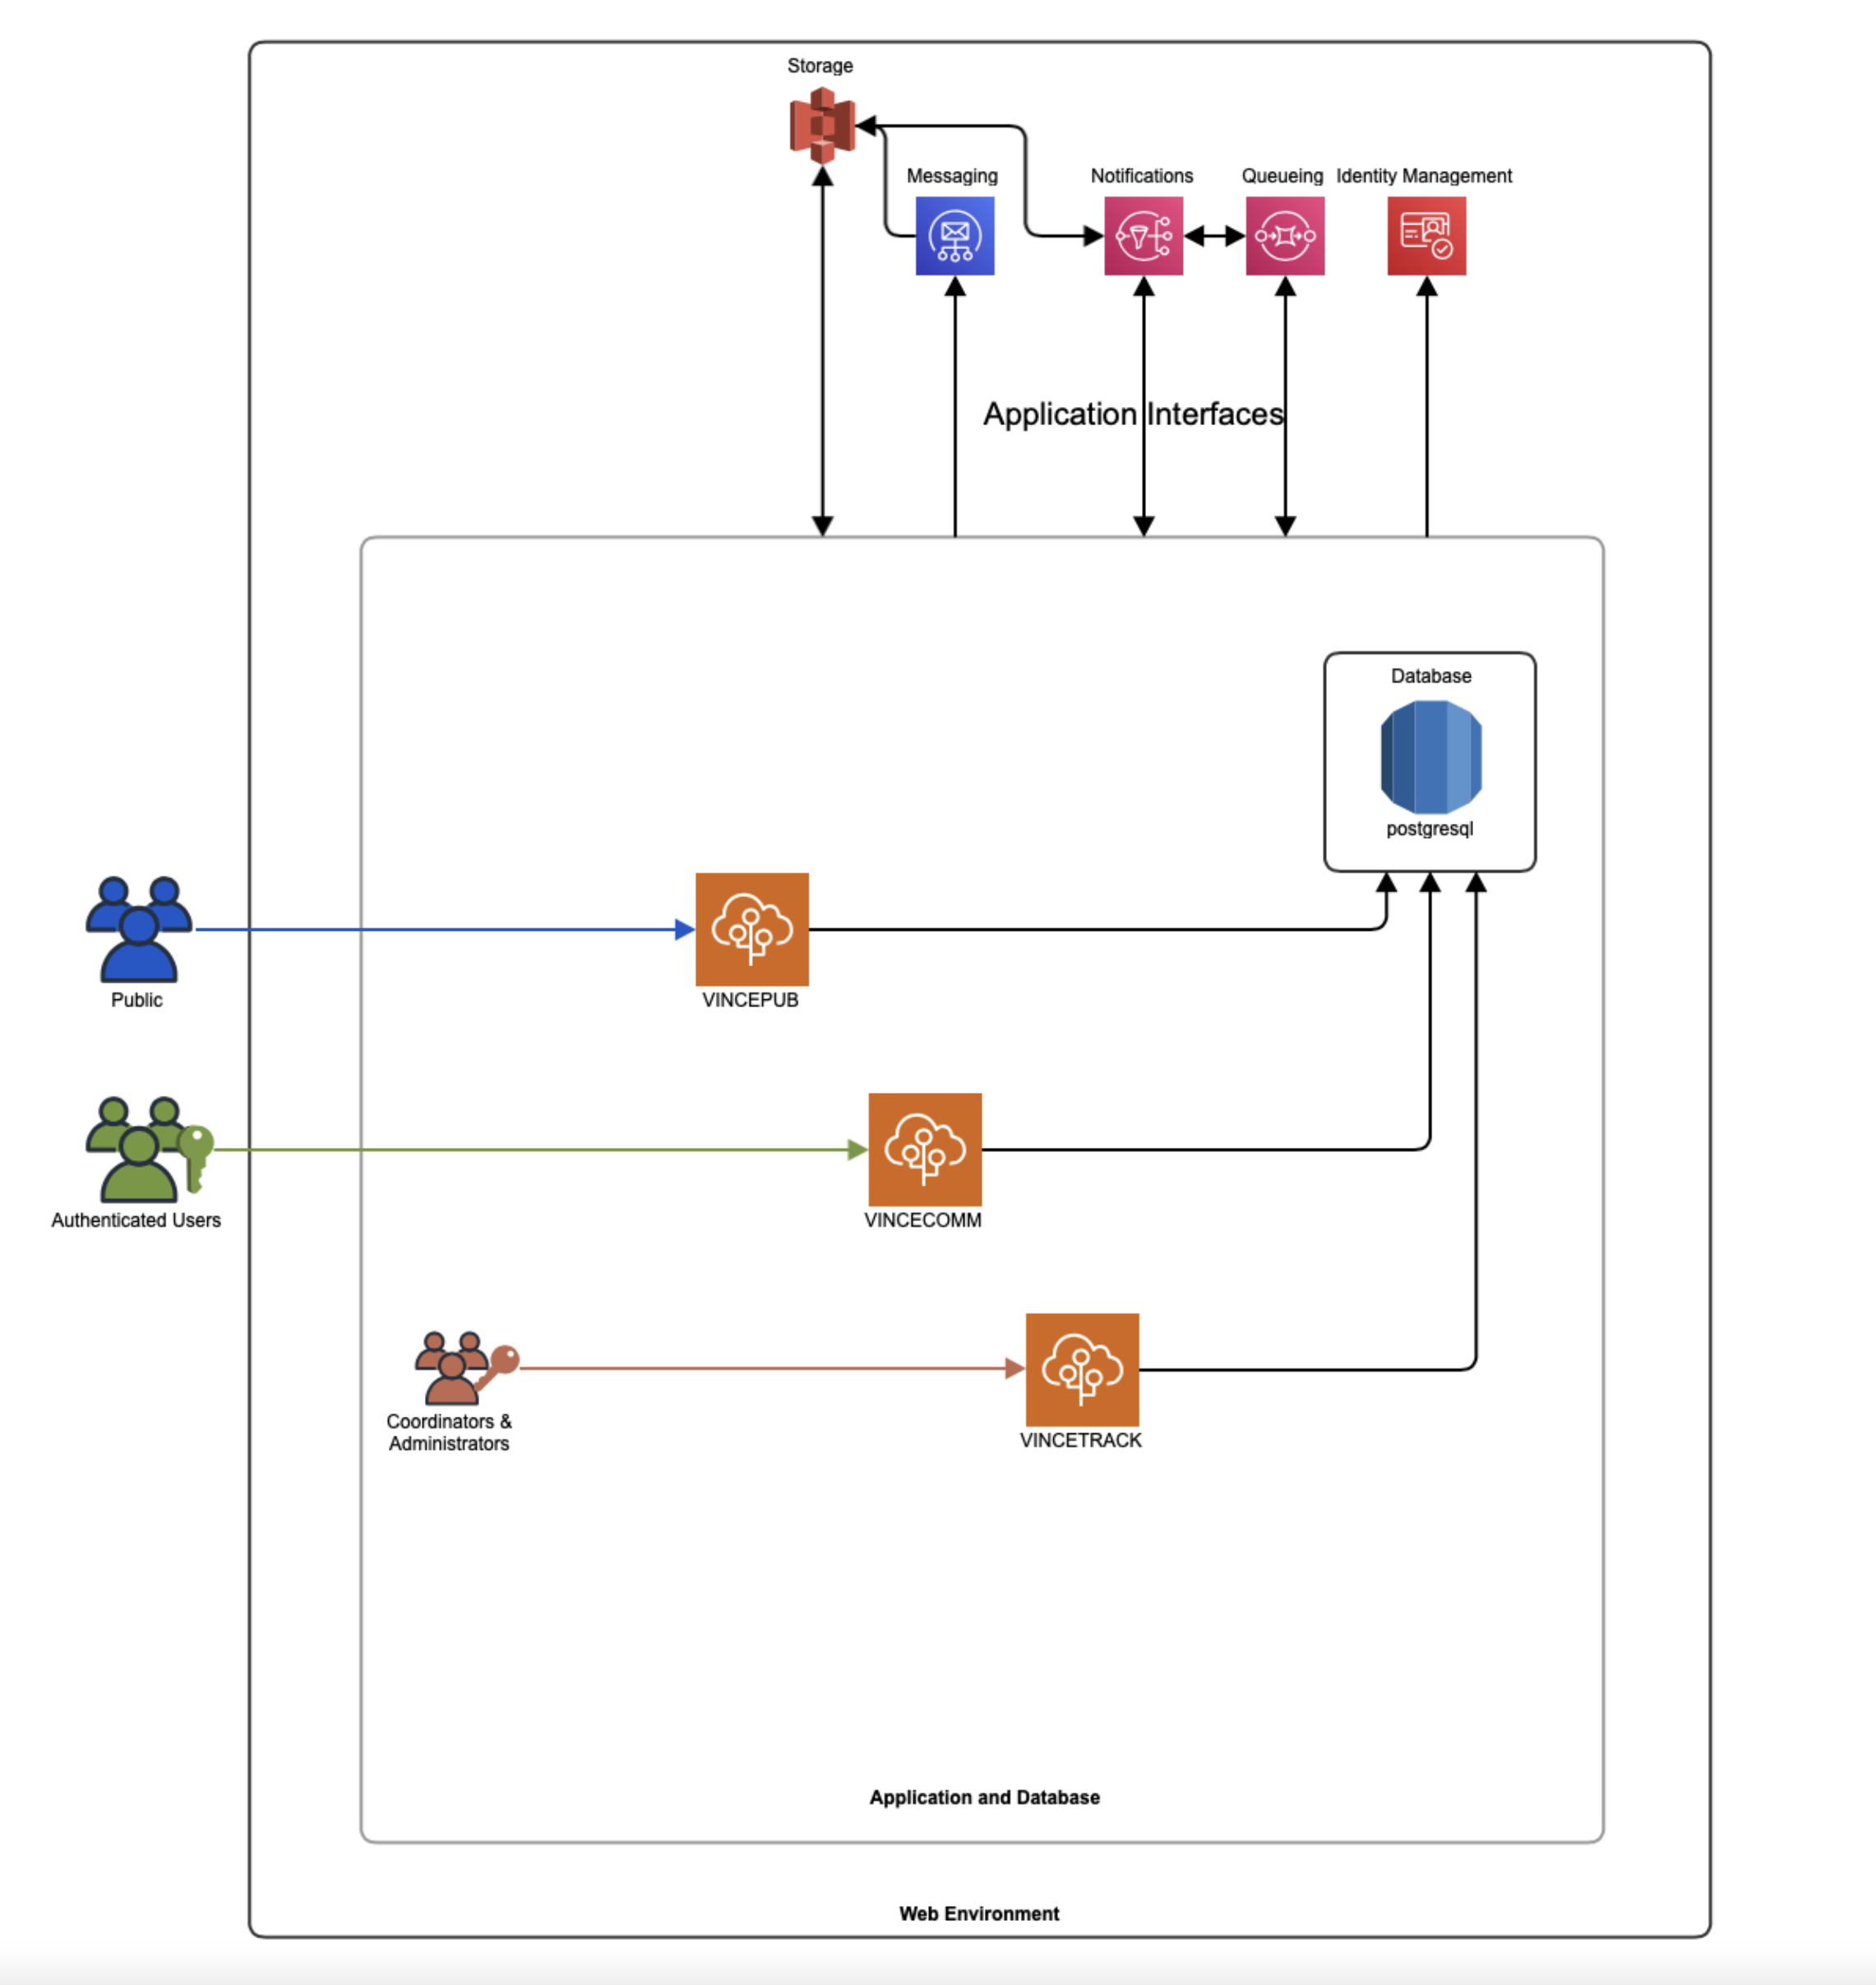 Storage
Messaging
Notifications
Queueing
Identity Management
Application Interfaces
Database
postgresql
Public
VINCEPUB
Authenticated Users
VINCECOMM
Coordinators &
Administrators
VINCETRACK
Application and Database
Web Environment